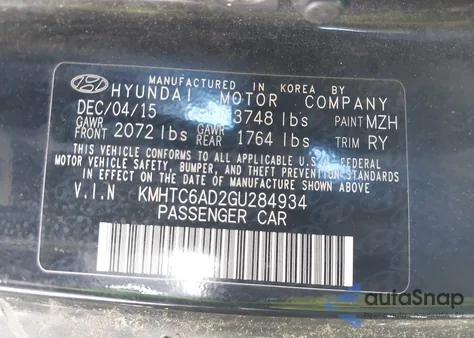 MANUFACTURED IN KOREA BY
HYUNDAI MOTOR COMPANY
DEC/04/15 3748 lbs PAINT MZH
GAWR FRONT 2072 lbs GAWR REAR 1764 lbs TRIM RY
THIS VEHICLE CONFORMS TO ALL APPLICABLE U.S.A. FEDERAL
MOTOR VEHICLE SAFETY, BUMPER, AND THEFT PREVENTION STANDARDS
IN EFFECT ON THE DATE OF MANUFACTURE SHOWN ABOVE.
V.I.N KMHTC6AD2GU284934
PASSENGER CAR
autoSnap